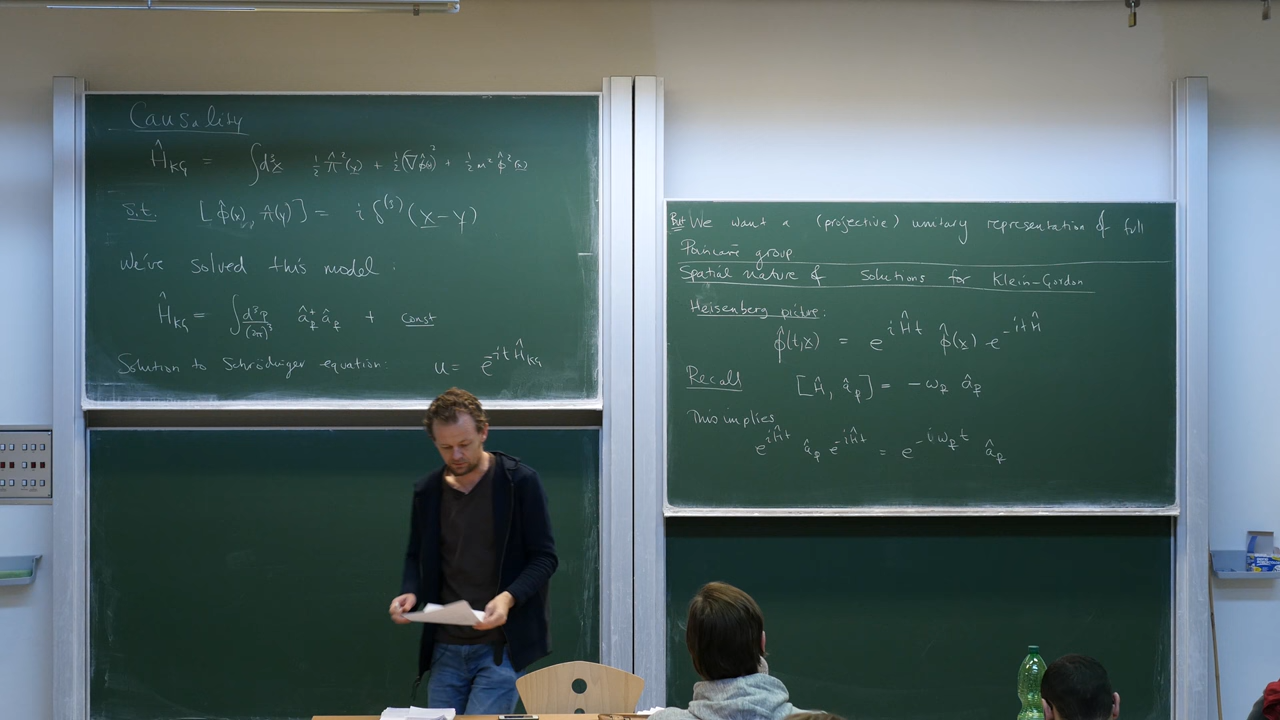 Causality
Ĥ_KG = ∫d³x ½ π̂²(x) + ½(∇φ̂(x))² + ½ m² φ̂²(x)
s.t. [φ̂(x), π̂(y)] = i δ⁽³⁾(x−y)
We've solved this model:
Ĥ_KG = ∫ d³p/(2π)³ â†_p â_p + const
Solution to Schrödinger equation: u = e^{-itĤ_KG}
But We want a (projective) unitary representation of full
Poincaré group
Spatial nature of solutions for Klein-Gordon
Heisenberg picture:
φ̂(t,x) = e^{iĤt} φ̂(x) e^{-itĤ}
Recall [Ĥ, â_p] = −ω_p â_p
This implies
e^{iĤt} â_p e^{-iĤt} = e^{-iω_p t} â_p